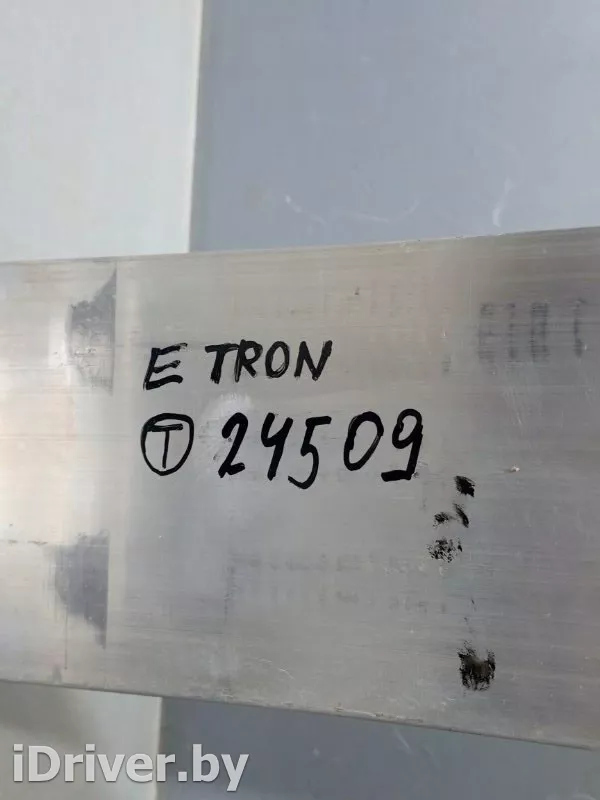 E TRON
Ⓣ 24509
iDriver.by